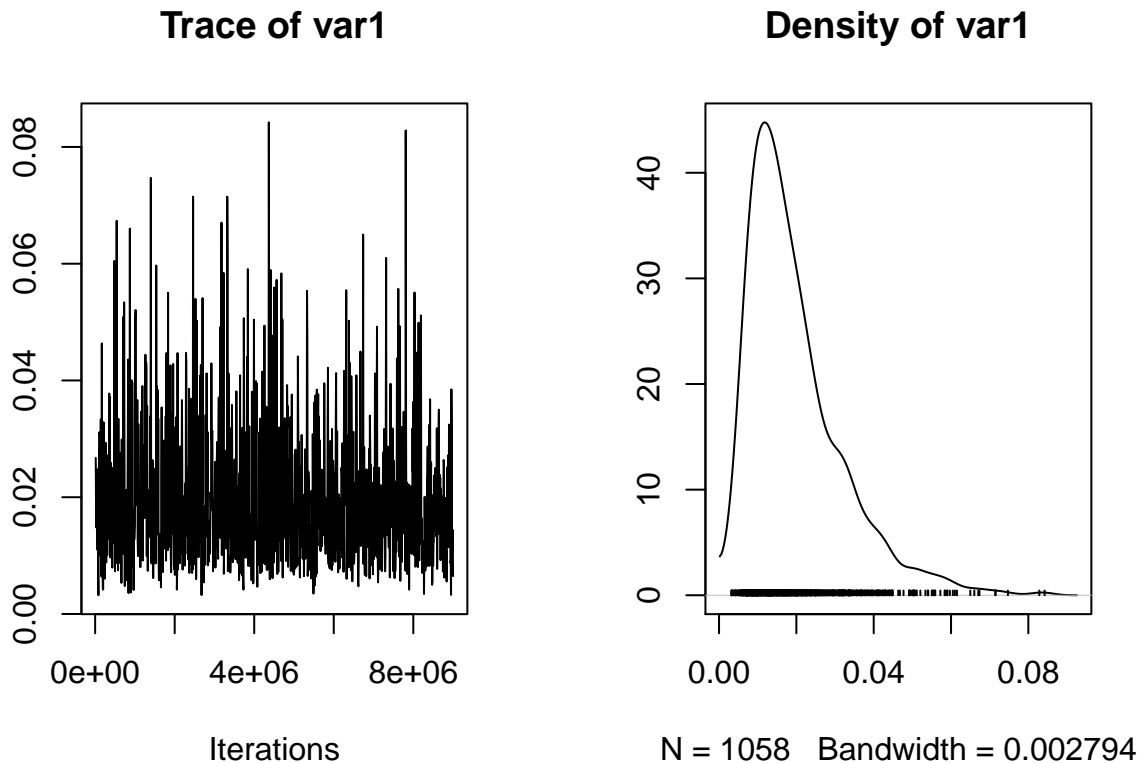 Trace of var1
0.08
0.06
0.04
0.02
0.00
0e+00 4e+06 8e+06
Iterations
Density of var1
40
30
20
10
0
0.00 0.04 0.08
N = 1058 Bandwidth = 0.002794